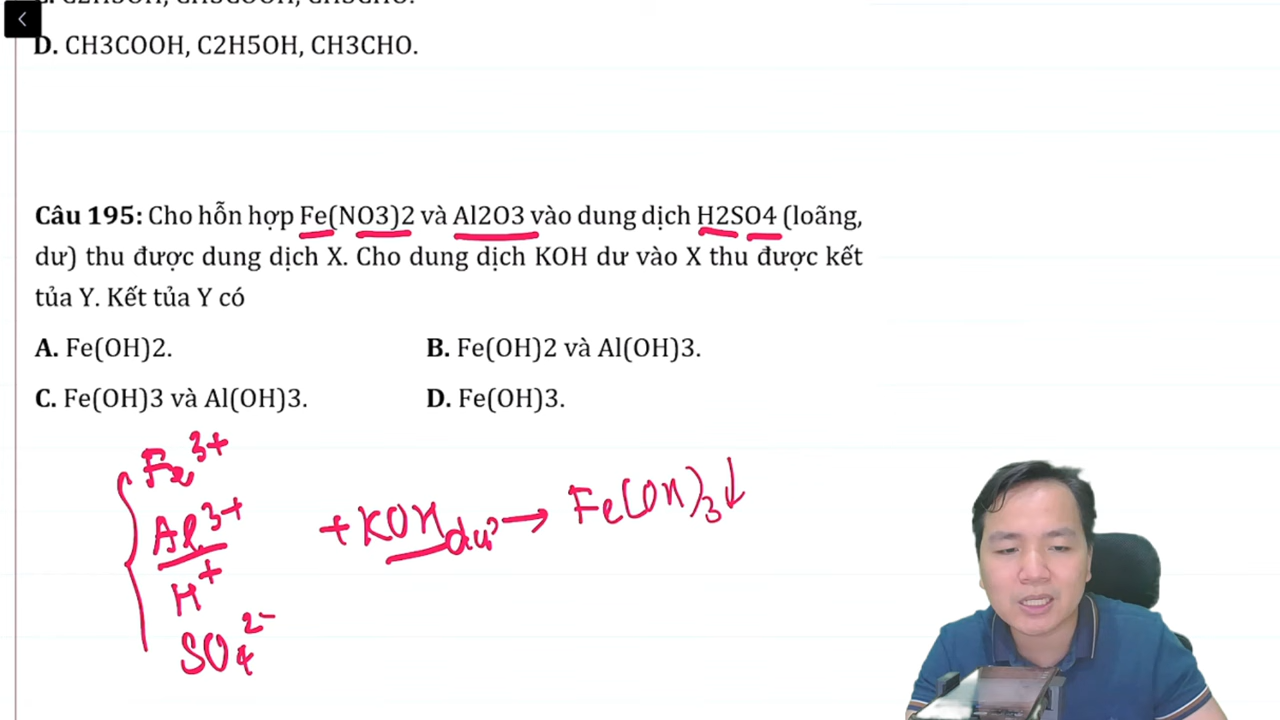 D. CH3COOH, C2H5OH, CH3CHO.
Câu 195: Cho hỗn hợp Fe(NO3)2 và Al2O3 vào dung dịch H2SO4 (loãng,
dư) thu được dung dịch X. Cho dung dịch KOH dư vào X thu được kết
tủa Y. Kết tủa Y có
A. Fe(OH)2.
B. Fe(OH)2 và Al(OH)3.
C. Fe(OH)3 và Al(OH)3.
D. Fe(OH)3.
Fe3+
Al3+
H+
SO42-
+ KOH dư → Fe(OH)3↓